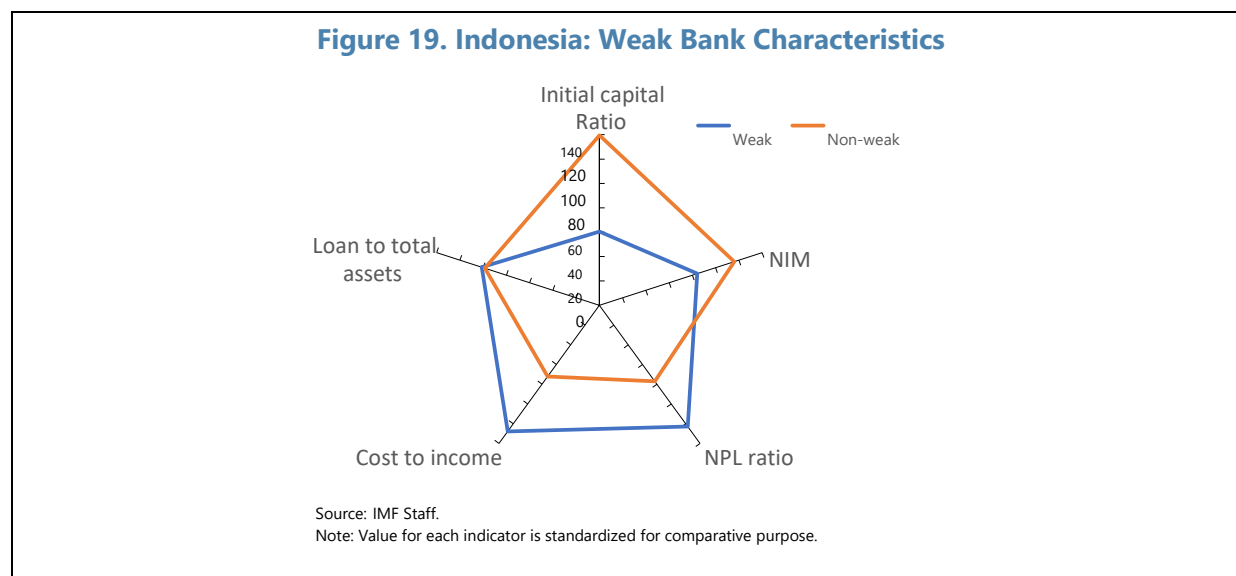 Figure 19. Indonesia: Weak Bank Characteristics
Initial capital
Ratio
Weak
Non-weak
140
120
100
80
60
40
20
0
Loan to total
assets
NIM
Cost to income
NPL ratio
Source: IMF Staff.
Note: Value for each indicator is standardized for comparative purpose.